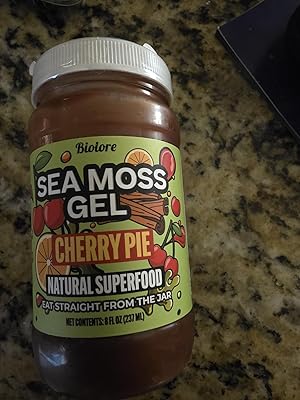 Biolore
SEA MOSS
GEL
CHERRY PIE
NATURAL SUPERFOOD
EAT STRAIGHT FROM THE JAR
NET CONTENTS: 8 FL OZ (237 ML)